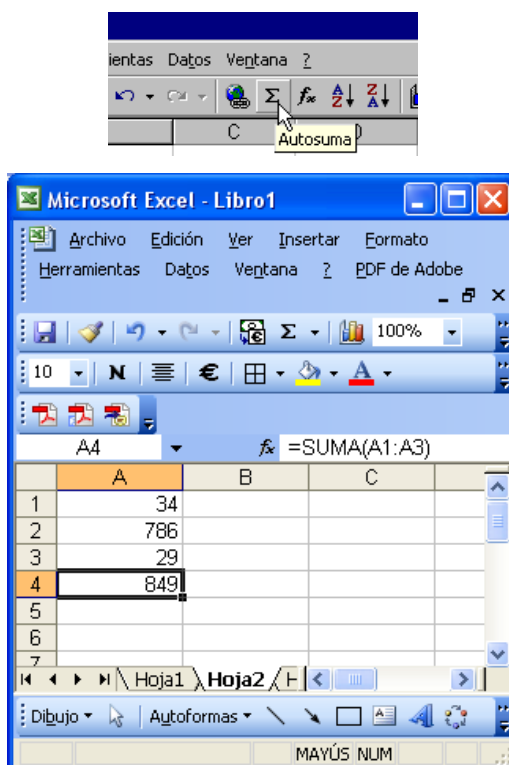 ientas Datos Ventana ?
Σ fx A Z Z A
C D
Autosuma
Microsoft Excel - Libro1
Archivo Edición Ver Insertar Formato
Herramientas Datos Ventana ? PDF de Adobe
Σ 100%
10 N € A
A4 fx =SUMA(A1:A3)
A B C
1 34
2 786
3 29
4 849
5
6
7
Hoja1 Hoja2 H
Dibujo Autoformas
MAYÚS NUM